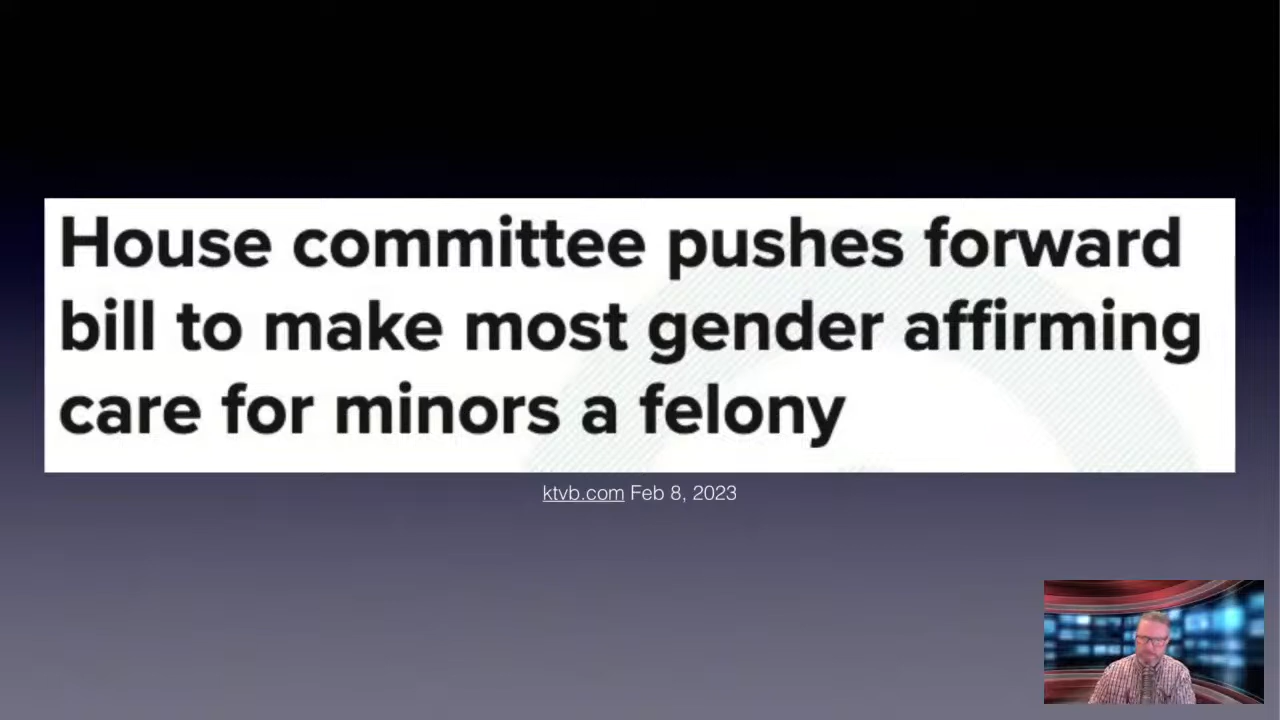 House committee pushes forward
bill to make most gender affirming
care for minors a felony
ktvb.com Feb 8, 2023